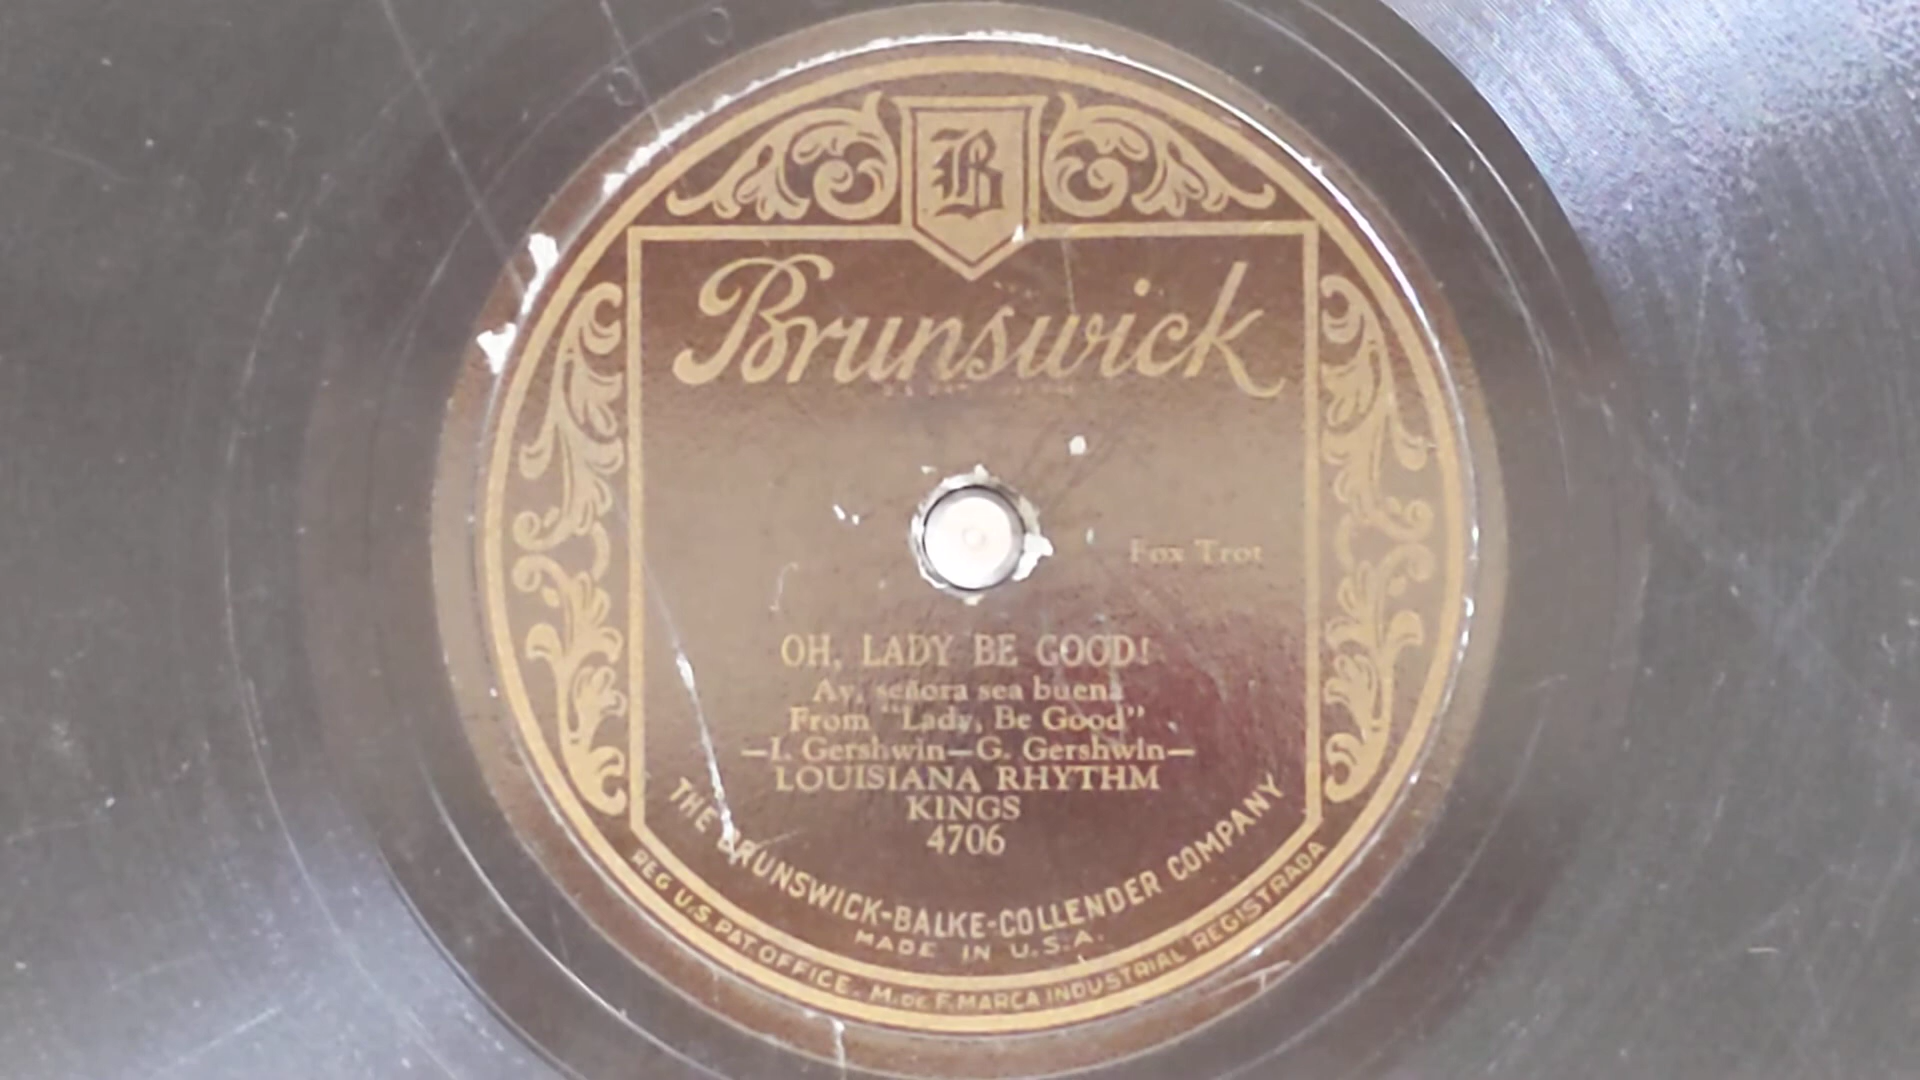 B
Brunswick
Fox Trot
OH, LADY BE GOOD!
Ay, señora sea buena
From "Lady, Be Good"
—I. Gershwin—G. Gershwin—
LOUISIANA RHYTHM
KINGS
4706
THE BRUNSWICK-BALKE-COLLENDER COMPANY
MADE IN U.S.A.
REG U.S. PAT. OFFICE. M. DE F. MARCA INDUSTRIAL REGISTRADA